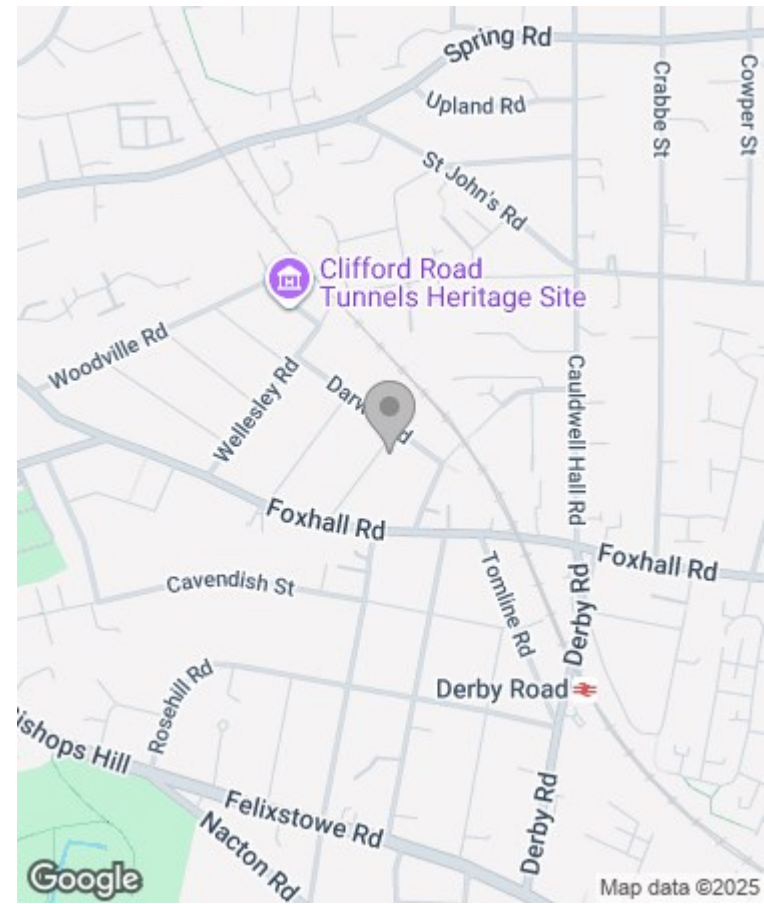 Spring Rd
Upland Rd
Crabbe St
Cowper St
St John's Rd
Clifford Road
Tunnels Heritage Site
Woodville Rd
Wellesley Rd
Cauldwell Hall Rd
Foxhall Rd
Foxhall Rd
Cavendish St
Tomline Rd
Derby Rd
Rosehill Rd
Derby Road
ishops Hill
Felixstowe Rd
Nacton Rd
Derby Rd
Google
Map data ©2025